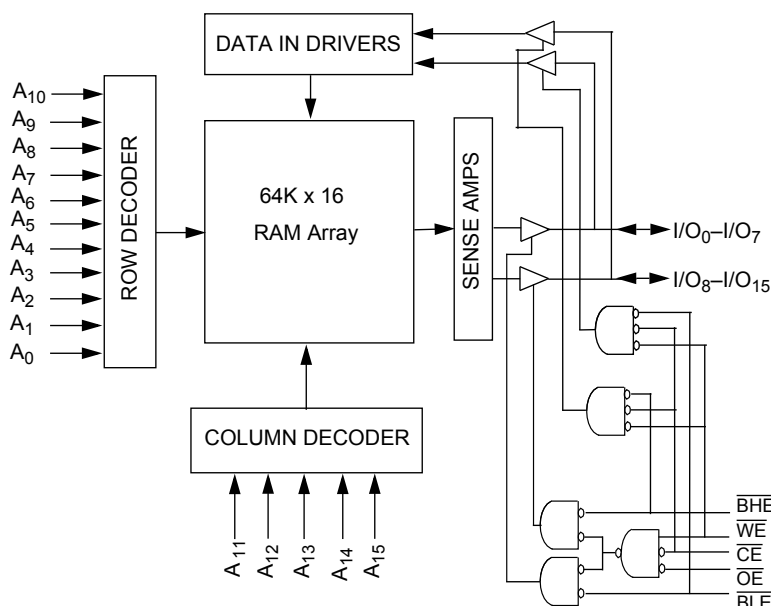 DATA IN DRIVERS
A10
A9
A8
A7
A6
A5
A4
A3
A2
A1
A0
ROW DECODER
64K x 16
RAM Array
SENSE AMPS
I/O0–I/O7
I/O8–I/O15
COLUMN DECODER
A11
A12
A13
A14
A15
BHE
WE
CE
OE
BLE